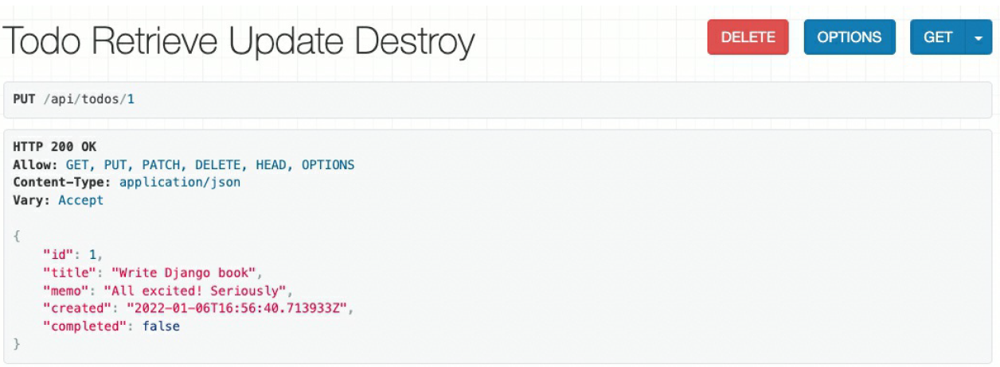 Todo Retrieve Update Destroy
DELETE
OPTIONS
GET
PUT /api/todos/1
HTTP 200 OK
Allow: GET, PUT, PATCH, DELETE, HEAD, OPTIONS
Content-Type: application/json
Vary: Accept
{
    "id": 1,
    "title": "Write Django book",
    "memo": "All excited! Seriously",
    "created": "2022-01-06T16:56:40.713933Z",
    "completed": false
}